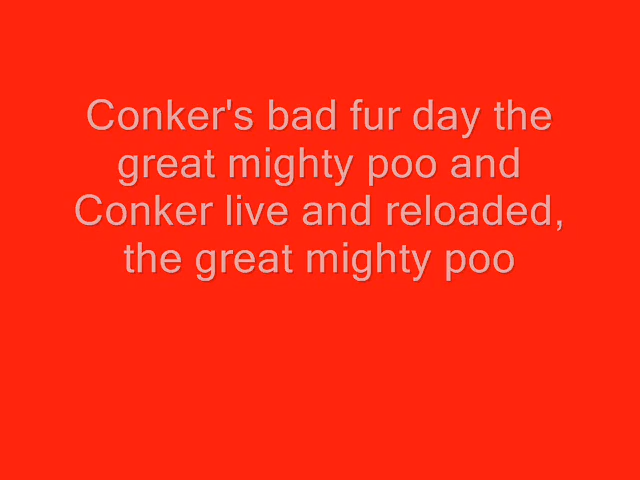 Conker's bad fur day the
great mighty poo and
Conker live and reloaded,
the great mighty poo